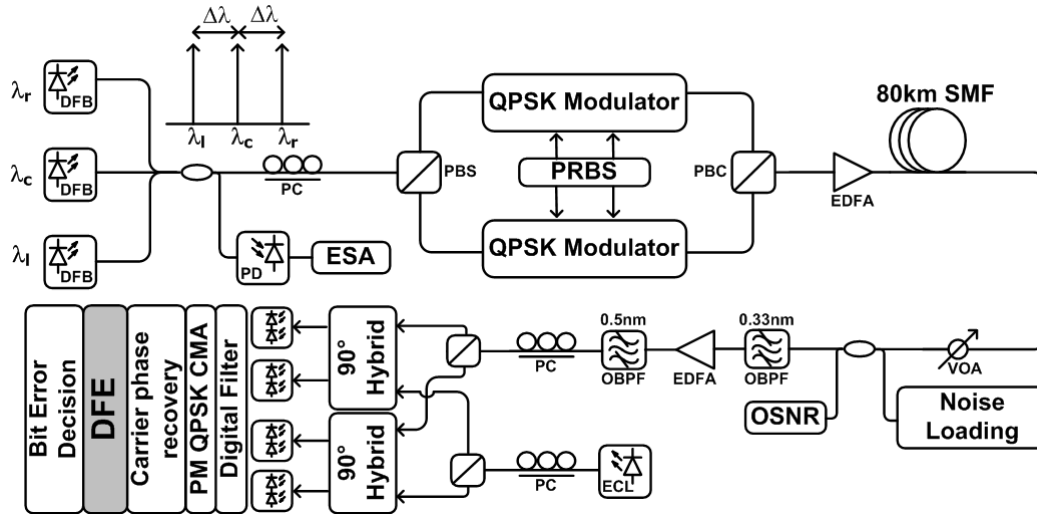 Δλ Δλ
λr
DFB
λl λc λr
λc
DFB
PC
λl
DFB
PD
ESA
PBS
QPSK Modulator
PRBS
QPSK Modulator
PBC
EDFA
80km SMF
Bit Error
Decision
DFE
Carrier phase
recovery
PM QPSK CMA
Digital Filter
90°
Hybrid
90°
Hybrid
PC
0.5nm
OBPF
EDFA
0.33nm
OBPF
VOA
OSNR
Noise
Loading
PC
ECL